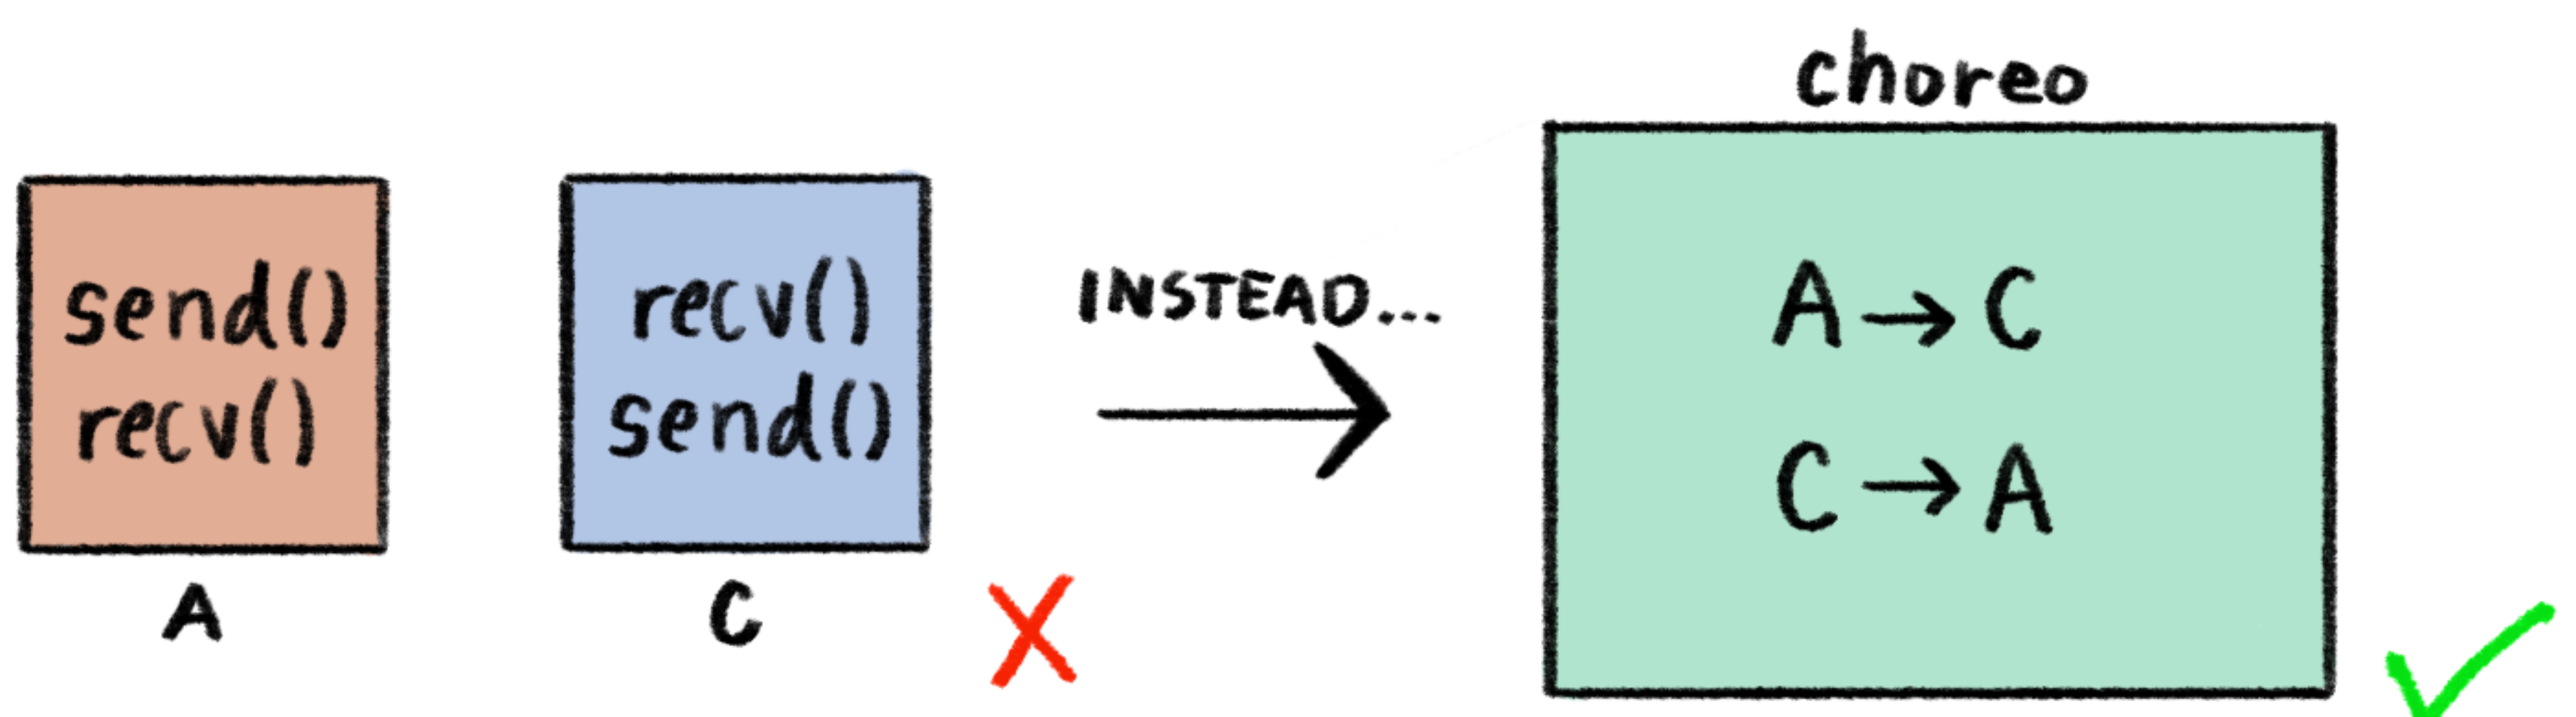 send()
recv()
A
recv()
send()
C
INSTEAD...
choreo
A → C
C → A